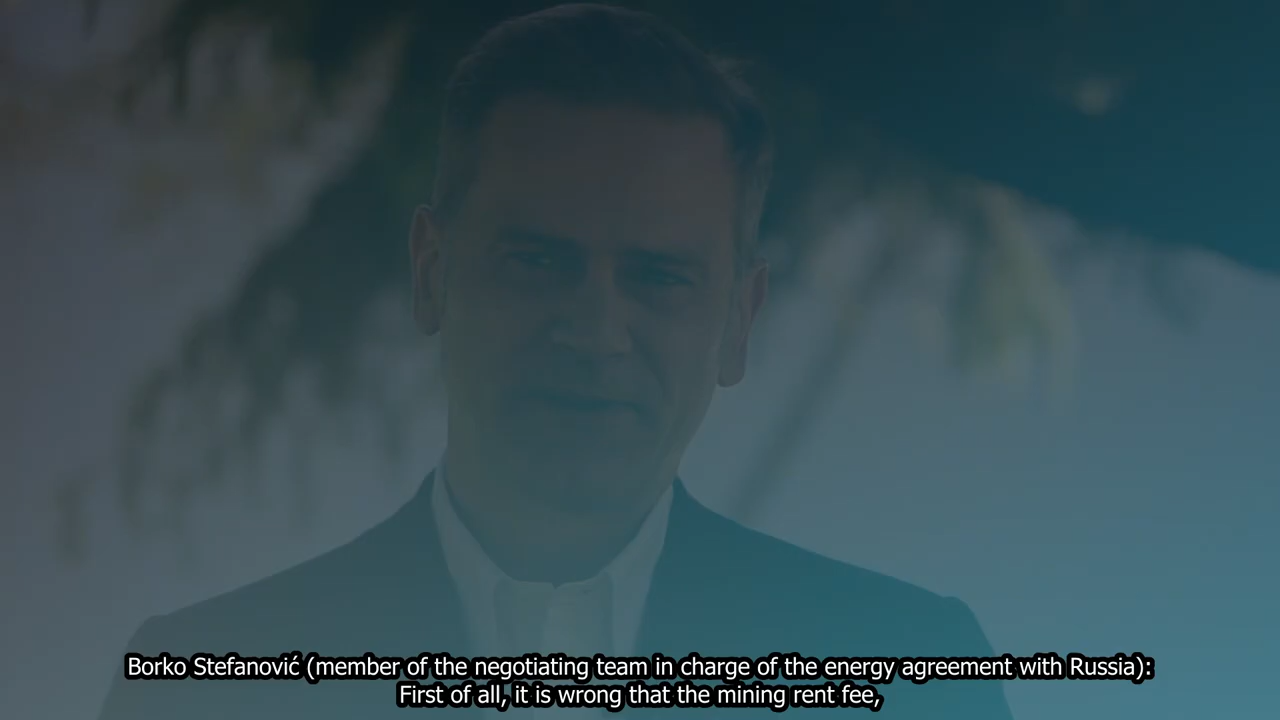 Borko Stefanović (member of the negotiating team in charge of the energy agreement with Russia):
First of all, it is wrong that the mining rent fee,